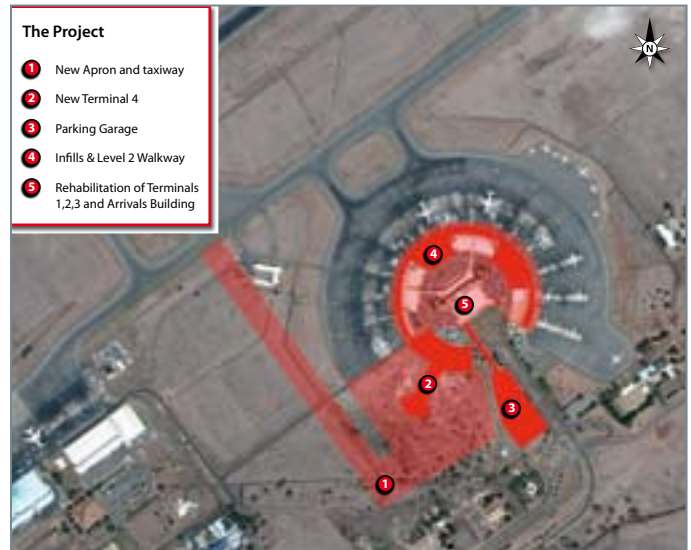 The Project
1 New Apron and taxiway
2 New Terminal 4
3 Parking Garage
4 Infills & Level 2 Walkway
5 Rehabilitation of Terminals
1,2,3 and Arrivals Building
N
4
5
2
3
1